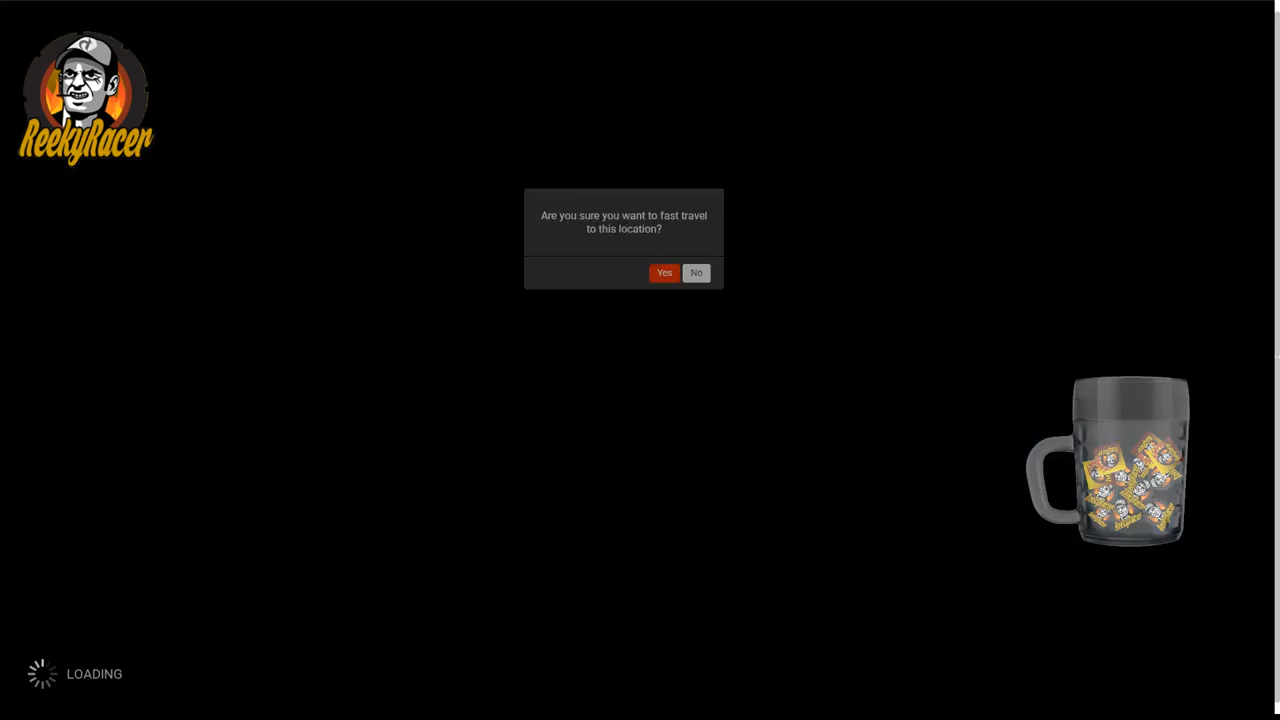 ReekyRacer
Are you sure you want to fast travel
to this location?
Yes No
LOADING